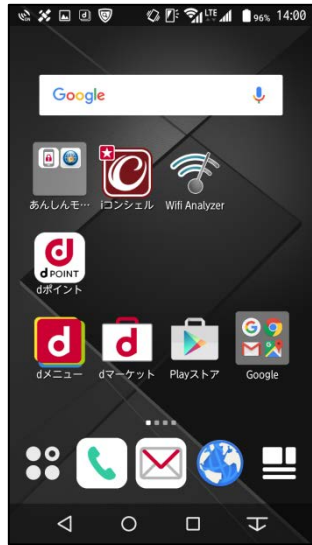 LTE 96% 14:00
Google
あんしんモ… iコンシェル Wifi Analyzer
d POINT
dポイント
d d
dメニュー dマーケット Playストア Google